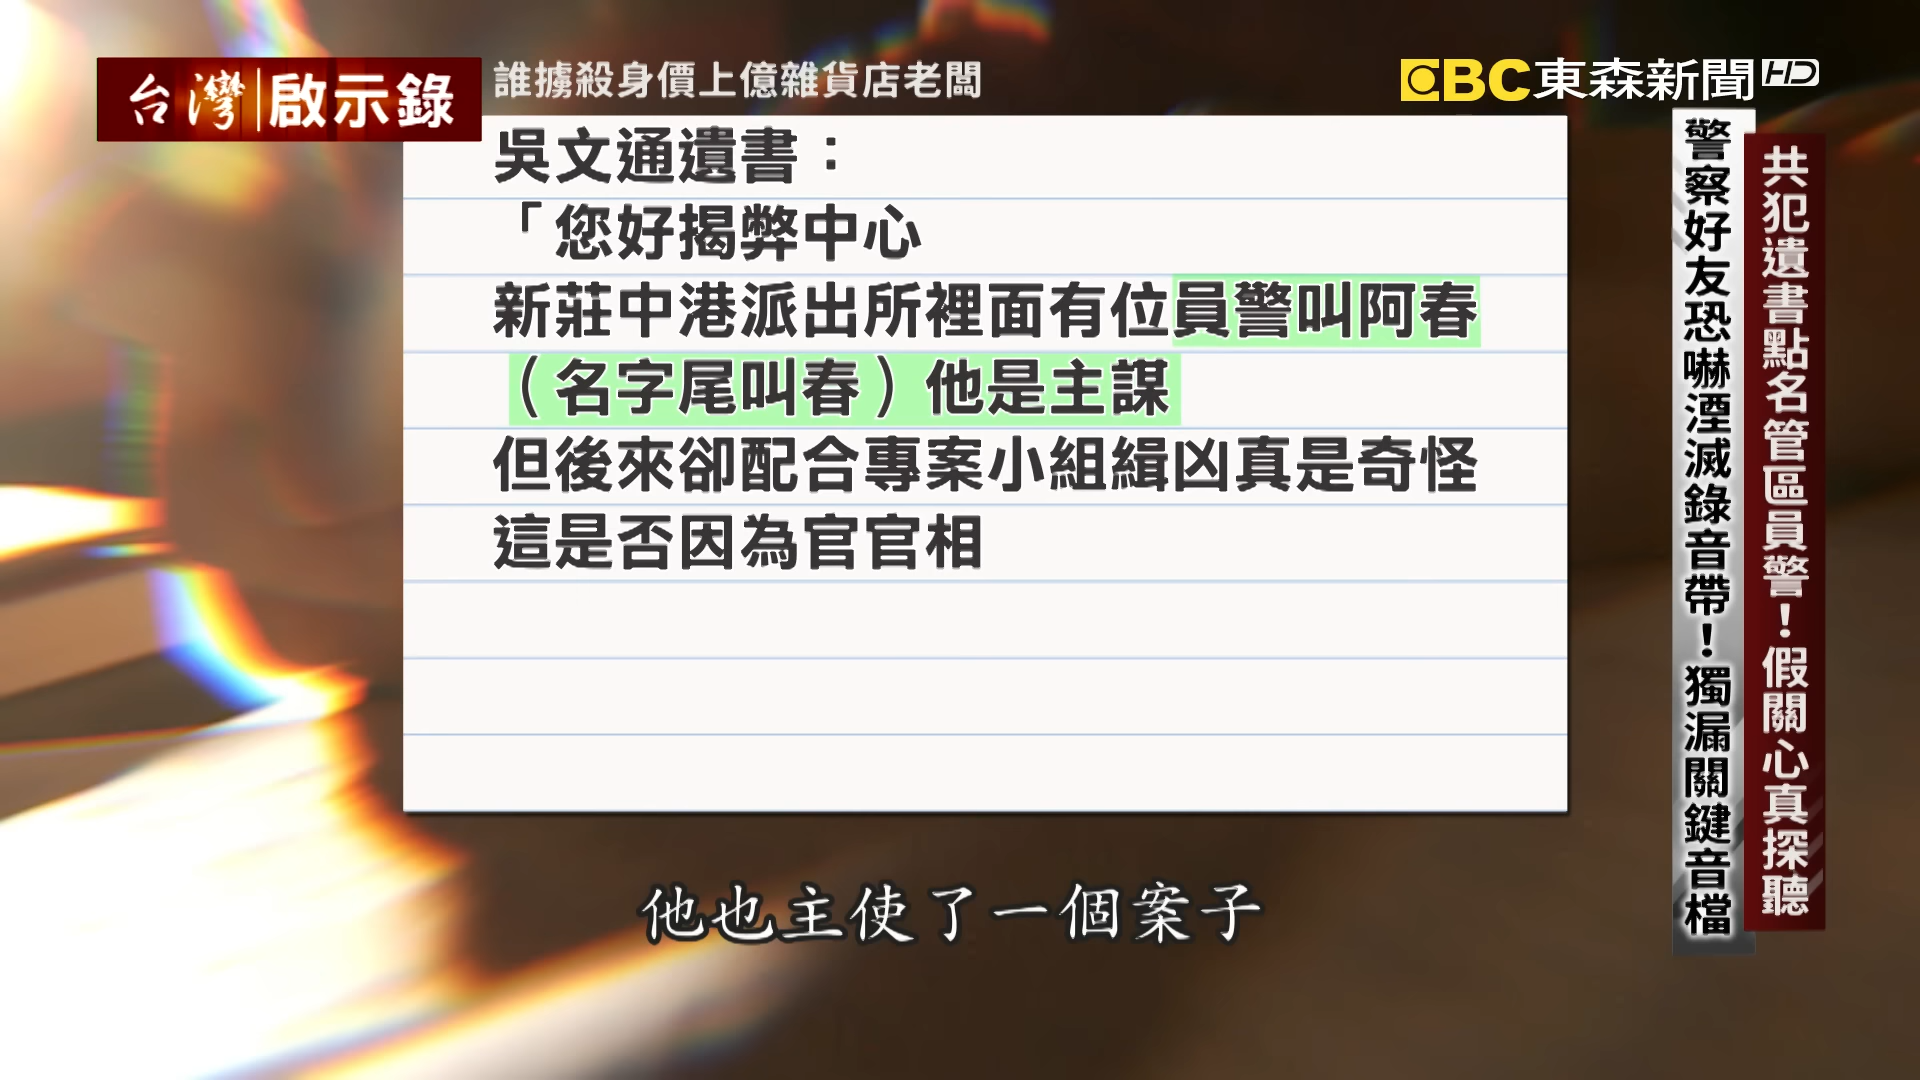 台灣啟示錄
誰擄殺身價上億雜貨店老闆
EBC東森新聞HD
吳文通遺書：
「您好揭弊中心
新莊中港派出所裡面有位員警叫阿春
（名字尾叫春）他是主謀
但後來卻配合專案小組緝凶真是奇怪
這是否因為官官相
共犯遺書點名管區員警！假關心真探聽
警察好友恐嚇湮滅錄音帶！獨漏關鍵音檔
他也主使了一個案子